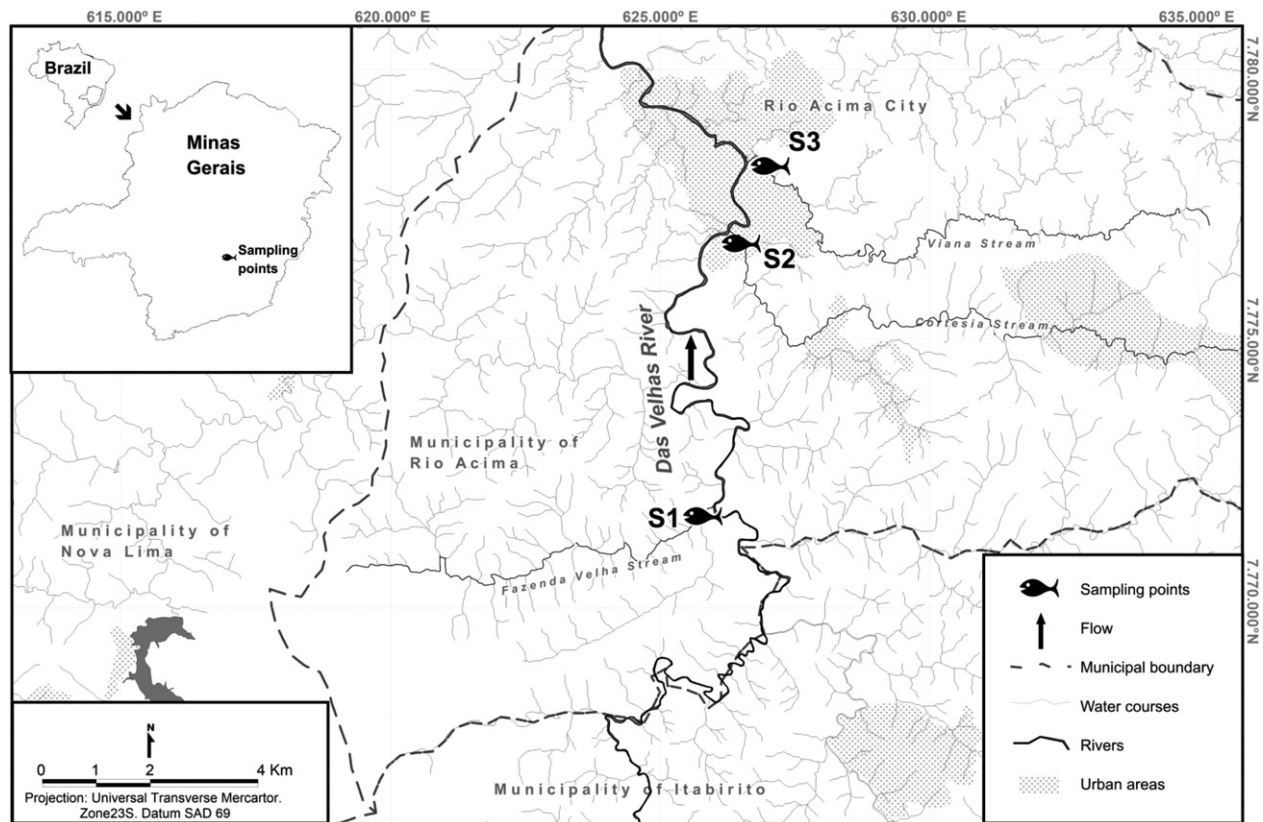 615.000º E
620.000º E
625.000º E
630.000º E
635.000º E
7.780.000ºN
7.775.000ºN
7.770.000ºN
Brazil
Minas
Gerais
Sampling
points
Rio Acima City
S3
Viana Stream
S2
Cortesia Stream
Das Velhas River
Municipality of
Rio Acima
S1
Municipality of
Nova Lima
Fazenda Velha Stream
Municipality of Itabirito
N
0 1 2 4 Km
Projection: Universal Transverse Mercartor.
Zone23S. Datum SAD 69
Sampling points
Flow
Municipal boundary
Water courses
Rivers
Urban areas